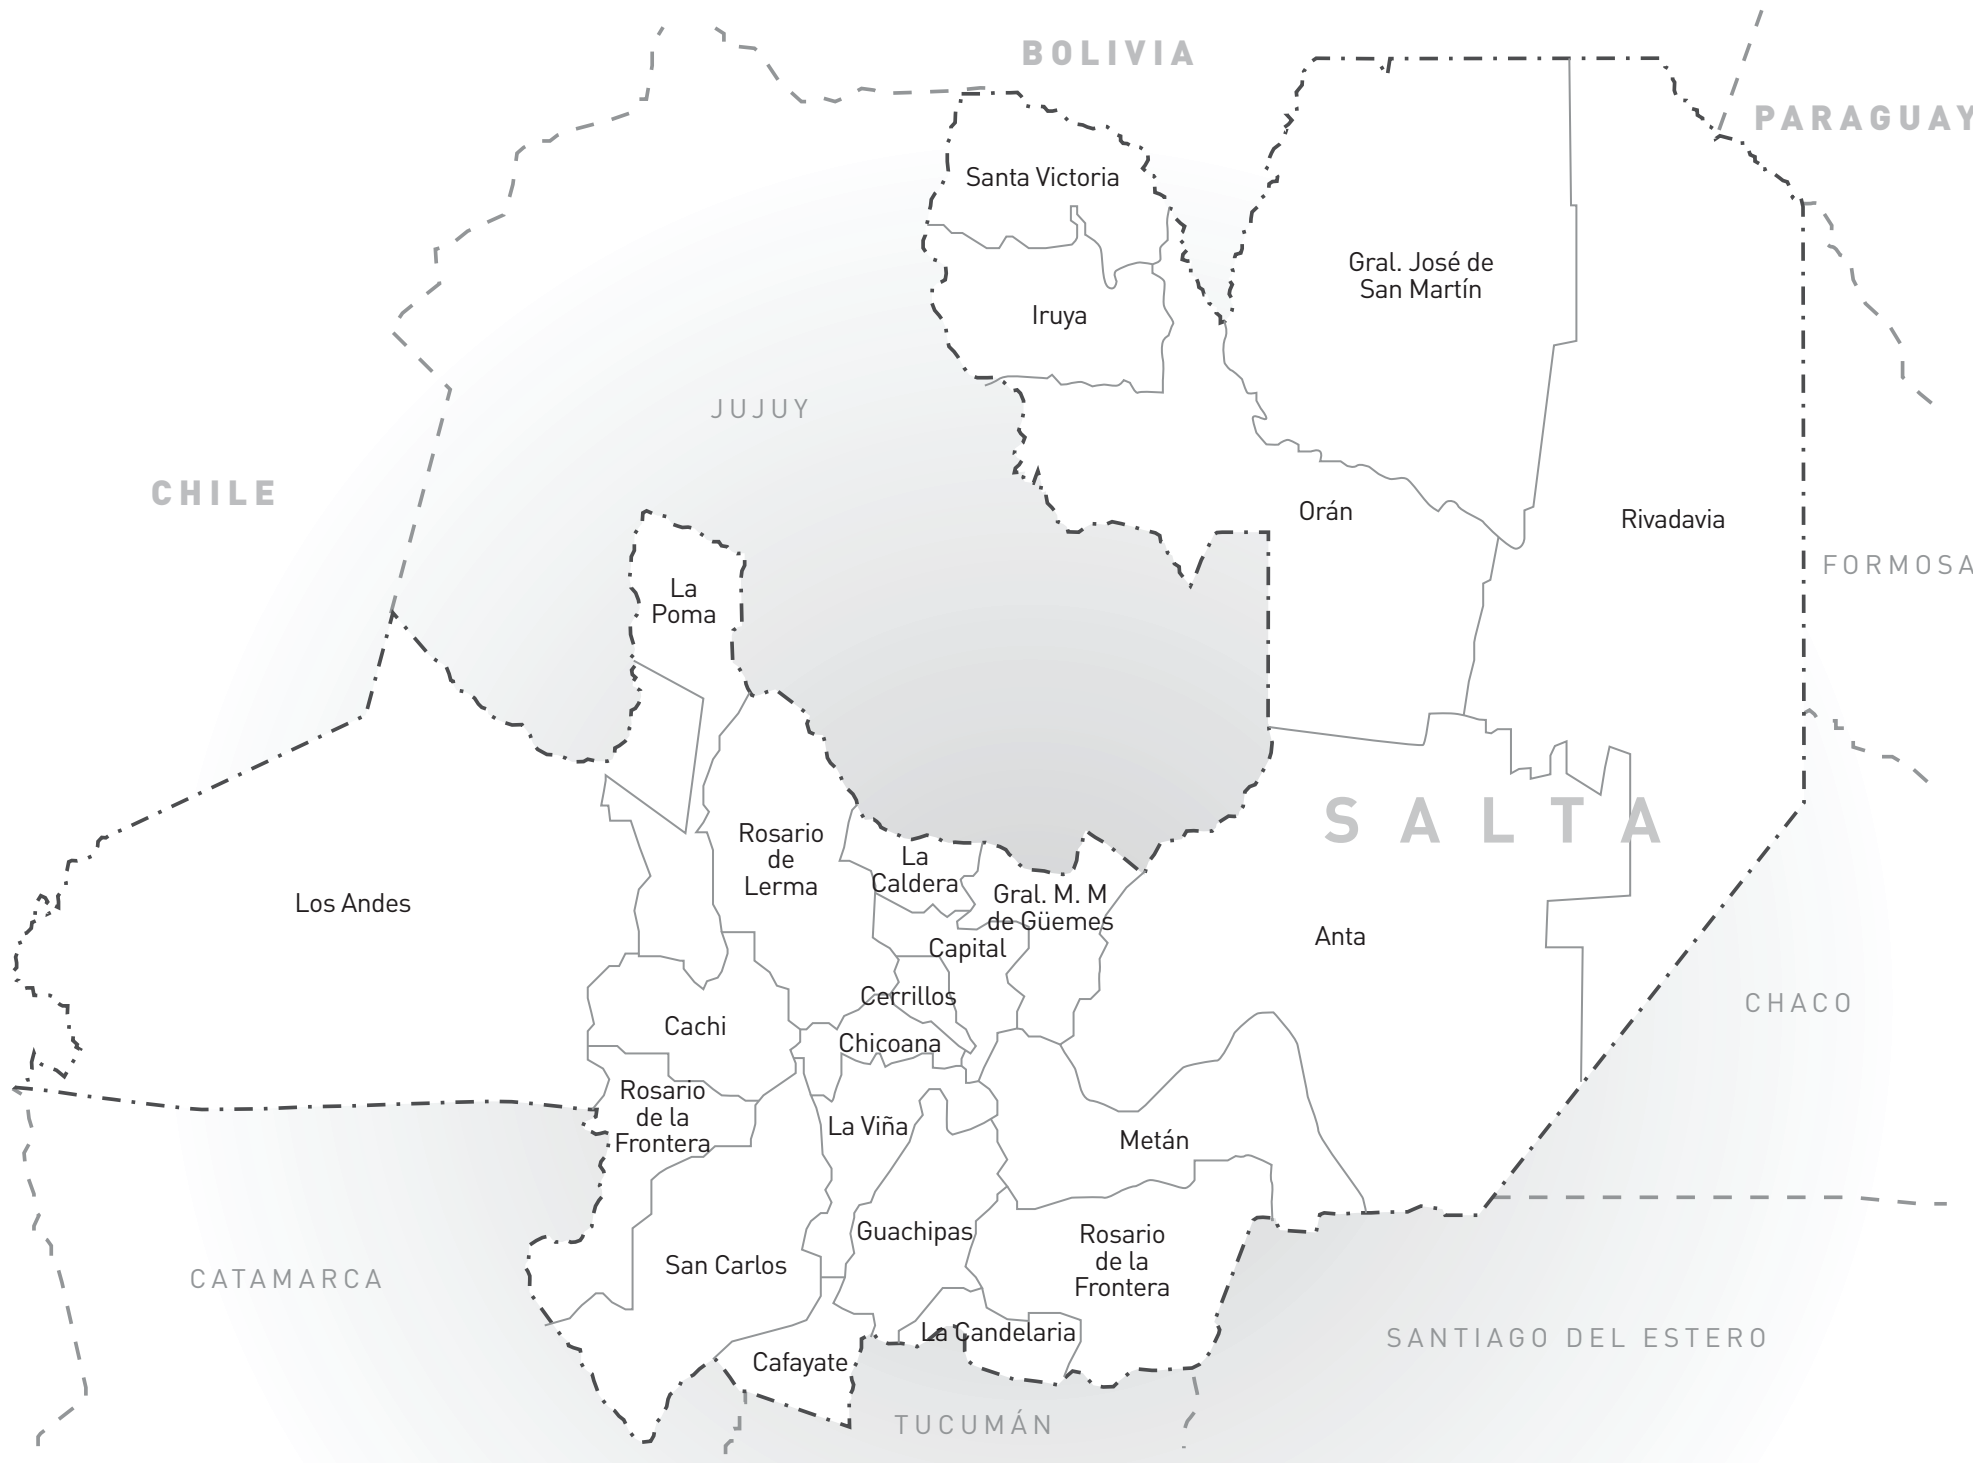 BOLIVIA
PARAGUAY
Santa Victoria
Gral. José de
San Martín
Iruya
JUJUY
CHILE
Orán
Rivadavia
FORMOSA
La
Poma
SALTA
Rosario
de
Lerma
La
Caldera
Gral. M. M
de Güemes
Los Andes
Capital
Anta
Cerrillos
CHACO
Cachi
Chicoana
Rosario
de la
Frontera
La Viña
Metán
Guachipas
Rosario
de la
Frontera
San Carlos
CATAMARCA
La Candelaria
SANTIAGO DEL ESTERO
Cafayate
TUCUMÁN